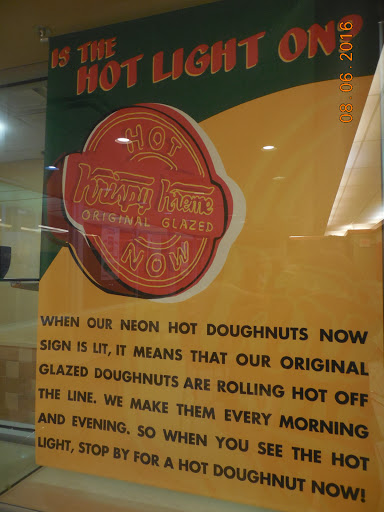 IS THE
HOT LIGHT ON?
08.06.2016
HOT
Krispy Kreme
ORIGINAL GLAZED
NOW
WHEN OUR NEON HOT DOUGHNUTS NOW
SIGN IS LIT, IT MEANS THAT OUR ORIGINAL
GLAZED DOUGHNUTS ARE ROLLING HOT OFF
THE LINE. WE MAKE THEM EVERY MORNING
AND EVENING. SO WHEN YOU SEE THE HOT
LIGHT, STOP BY FOR A HOT DOUGHNUT NOW!